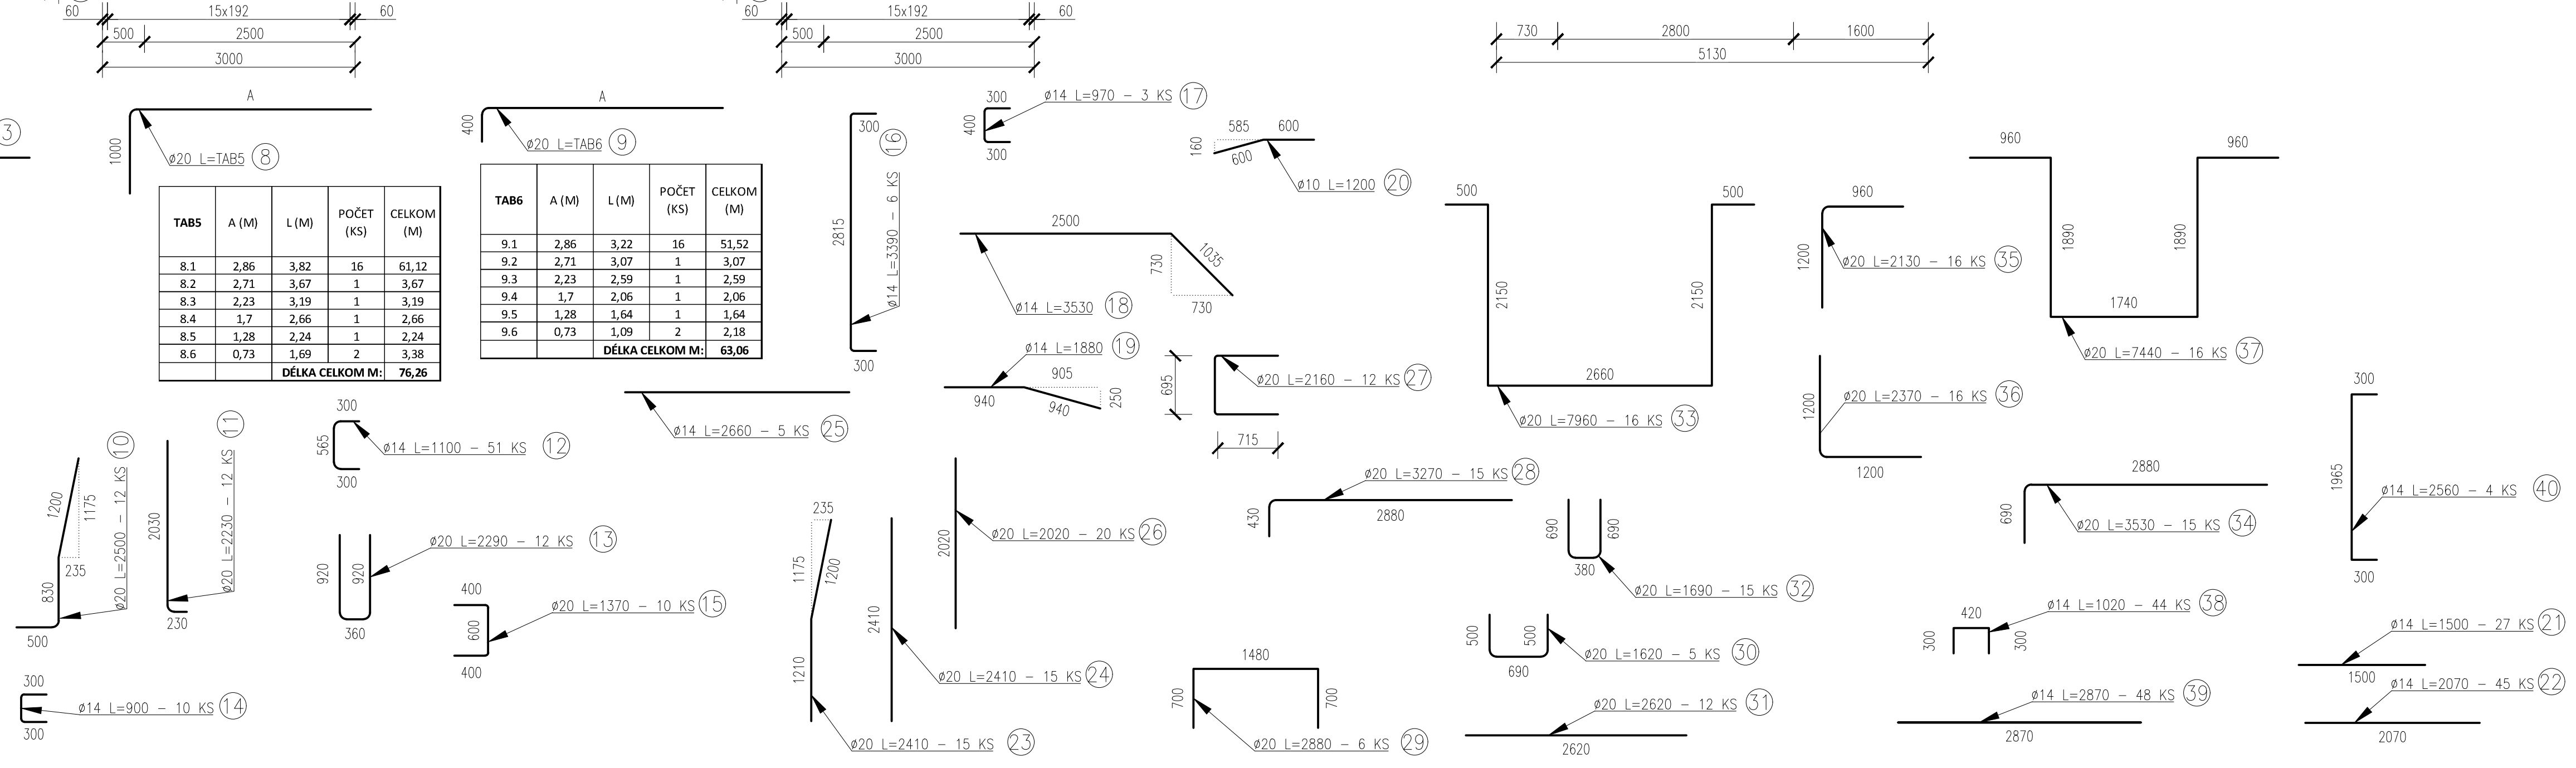 60 15x192 60
500 2500
3000
60 15x192 60
500 2500
3000
730 2800 1600
5130
3
A
1000
ø20 L=TAB5 8
TAB5 A (M) L (M) POČET (KS) CELKOM (M)
8.1 2,86 3,82 16 61,12
8.2 2,71 3,67 1 3,67
8.3 2,23 3,19 1 3,19
8.4 1,7 2,66 1 2,66
8.5 1,28 2,24 1 2,24
8.6 0,73 1,69 2 3,38
DÉLKA CELKOM M: 76,26
A
400
ø20 L=TAB6 9
TAB6 A (M) L (M) POČET (KS) CELKOM (M)
9.1 2,86 3,22 16 51,52
9.2 2,71 3,07 1 3,07
9.3 2,23 2,59 1 2,59
9.4 1,7 2,06 1 2,06
9.5 1,28 1,64 1 1,64
9.6 0,73 1,09 2 2,18
DÉLKA CELKOM M: 63,06
300
2815
300
ø14 L=3390 - 6 KS 16
300
400
300
ø14 L=970 - 3 KS 17
585 600
160
600
ø10 L=1200 20
2500
1035
730
730
ø14 L=3530 18
ø14 L=1880 19
905
940
940
250
695
715
ø20 L=2160 - 12 KS 27
500 500
2150 2150
2660
ø20 L=7960 - 16 KS 33
960
1200
ø20 L=2130 - 16 KS 35
1200
1200
ø20 L=2370 - 16 KS 36
960 960
1890 1890
1740
ø20 L=7440 - 16 KS 37
300
1965
300
ø14 L=2560 - 4 KS 40
1200
1175
235
830
500
ø20 L=2500 - 12 KS 10
2030
230
ø20 L=2230 - 12 KS 11
300
565
300
ø14 L=1100 - 51 KS 12
920 920
360
ø20 L=2290 - 12 KS 13
300
300
ø14 L=900 - 10 KS 14
400
600
400
ø20 L=1370 - 10 KS 15
ø14 L=2660 - 5 KS 25
235
1175
1200
1210
ø20 L=2410 - 15 KS 23
2410
ø20 L=2410 - 15 KS 24
2020
ø20 L=2020 - 20 KS 26
430
2880
ø20 L=3270 - 15 KS 28
1480
700 700
ø20 L=2880 - 6 KS 29
690 690
380
ø20 L=1690 - 15 KS 32
500 500
690
ø20 L=1620 - 5 KS 30
ø20 L=2620 - 12 KS 31
2620
2880
690
ø20 L=3530 - 15 KS 34
420
300 300
ø14 L=1020 - 44 KS 38
ø14 L=2870 - 48 KS 39
2870
ø14 L=1500 - 27 KS 21
1500
ø14 L=2070 - 45 KS 22
2070